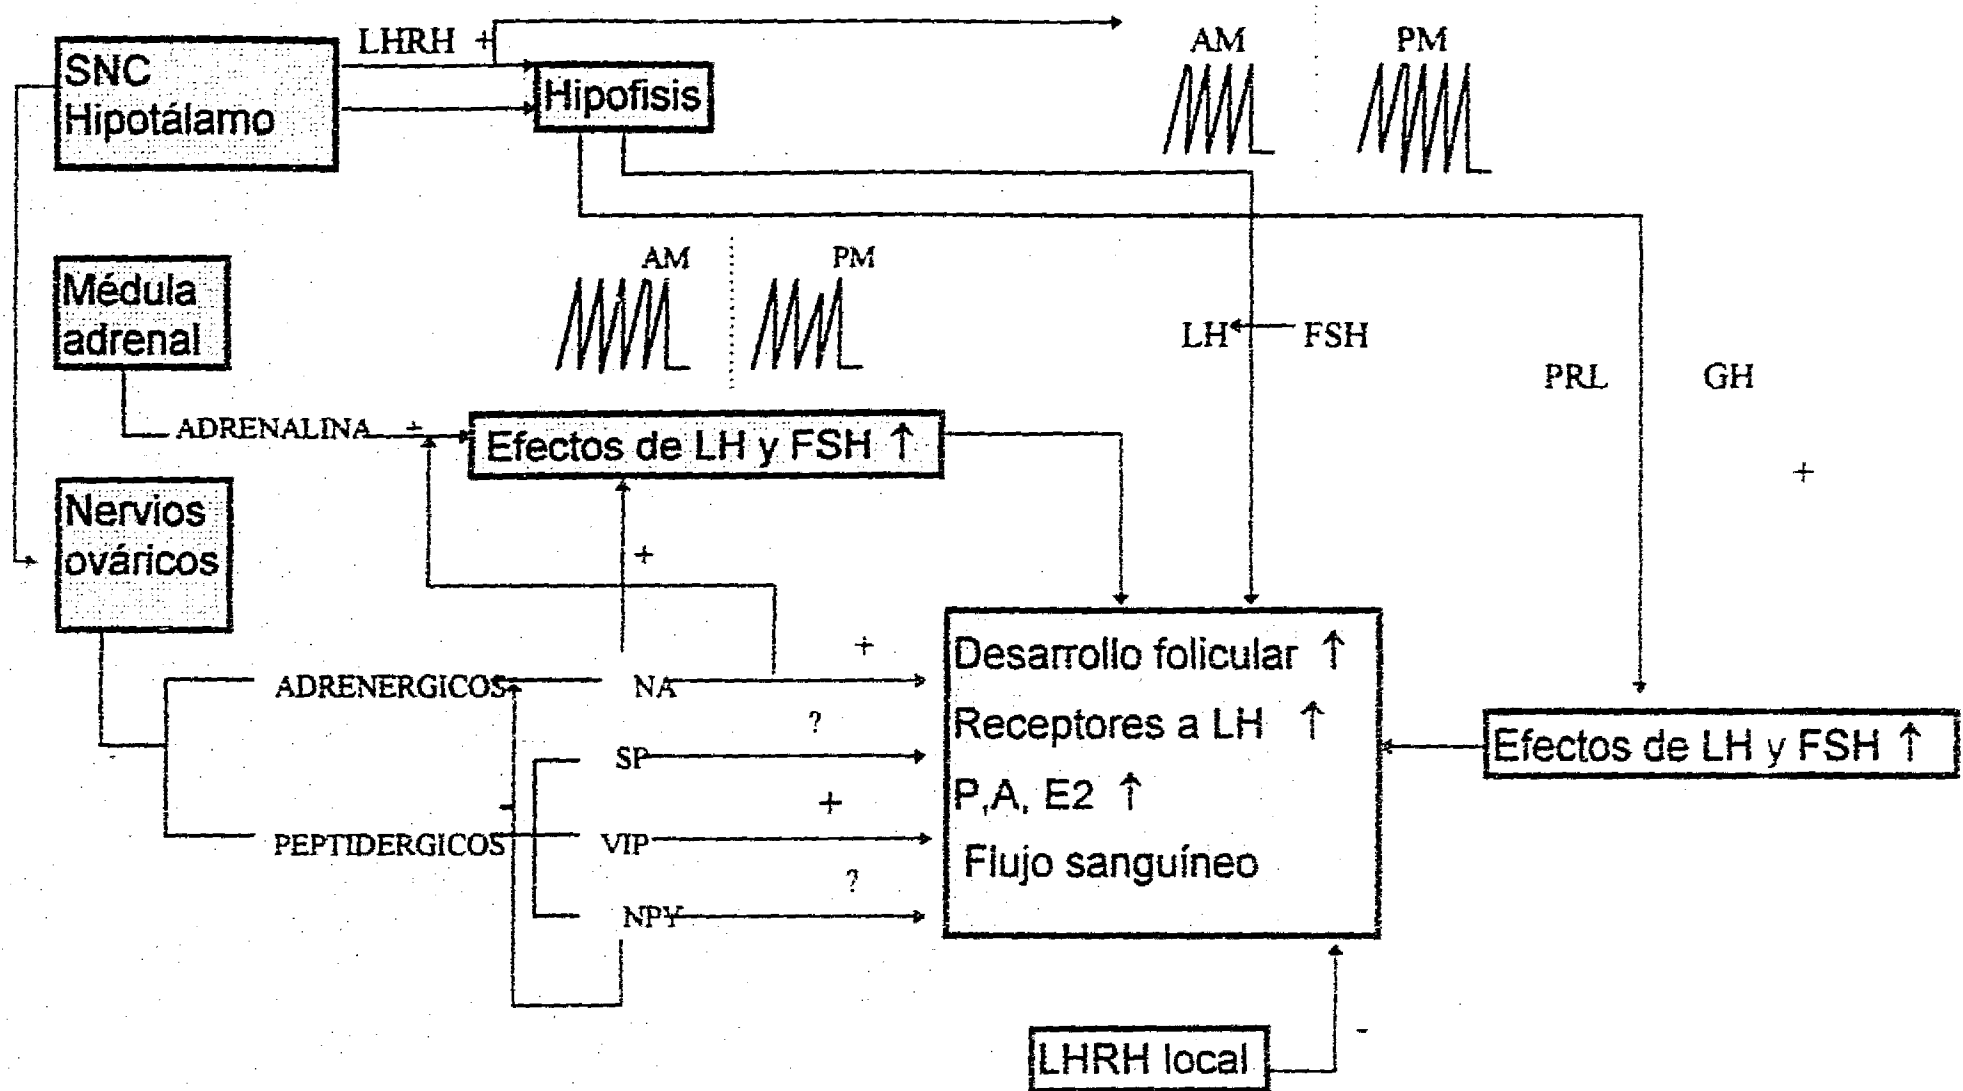 LHRH +
AM
PM
SNC
Hipotálamo
Hipofisis
Médula
adrenal
AM
PM
LH
FSH
PRL
GH
+
ADRENALINA +
Efectos de LH y FSH ↑
Nervios
ováricos
+
ADRENERGICOS
NA
+
SP
?
-
PEPTIDERGICOS
VIP
+
NPY
?
Desarrollo folicular ↑
Receptores a LH ↑
P,A, E2 ↑
Flujo sanguíneo
Efectos de LH y FSH ↑
LHRH local
-